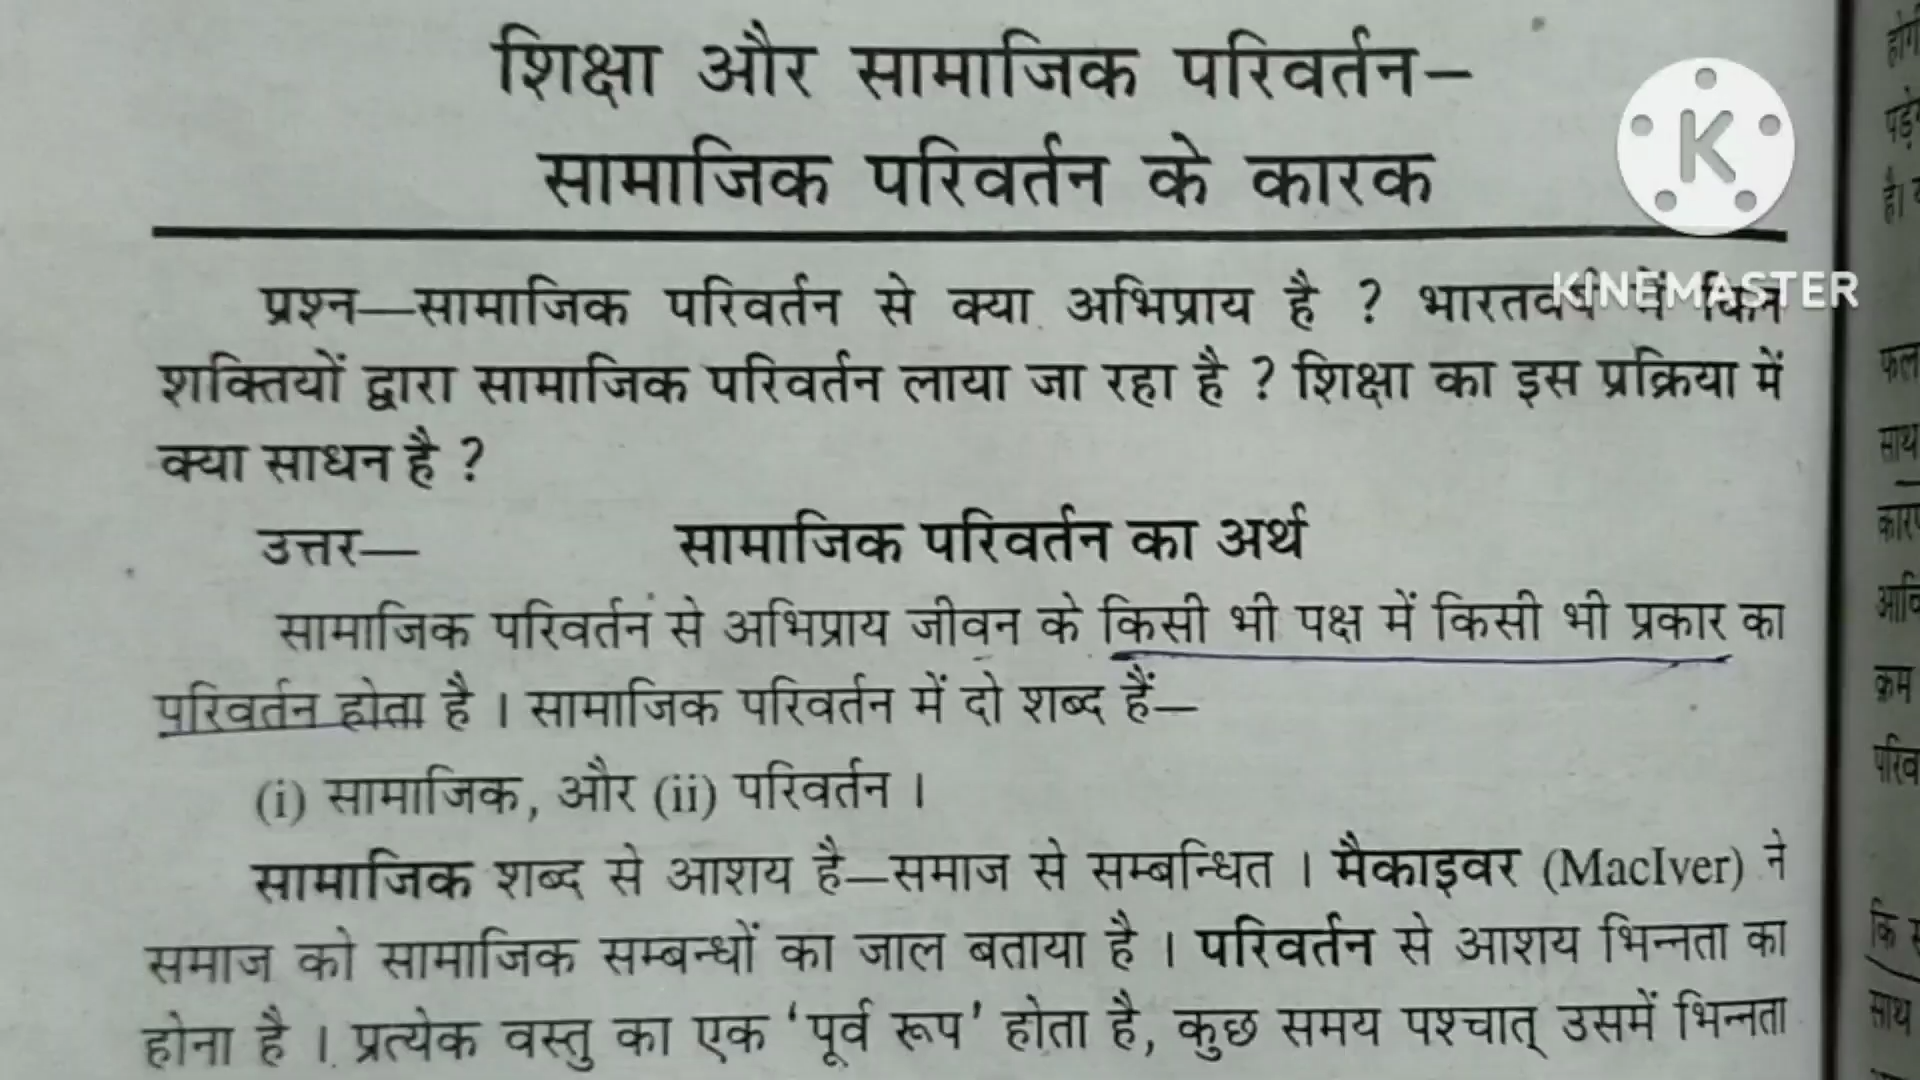 शिक्षा और सामाजिक परिवर्तन–
सामाजिक परिवर्तन के कारक
K
KINEMASTER
प्रश्न—सामाजिक परिवर्तन से क्या अभिप्राय है ? भारतवर्ष में किन
शक्तियों द्वारा सामाजिक परिवर्तन लाया जा रहा है ? शिक्षा का इस प्रक्रिया में
क्या साधन है ?
उत्तर— सामाजिक परिवर्तन का अर्थ
सामाजिक परिवर्तन से अभिप्राय जीवन के किसी भी पक्ष में किसी भी प्रकार का
परिवर्तन होता है । सामाजिक परिवर्तन में दो शब्द हैं—
(i) सामाजिक, और (ii) परिवर्तन ।
सामाजिक शब्द से आशय है—समाज से सम्बन्धित । मैकाइवर (MacIver) ने
समाज को सामाजिक सम्बन्धों का जाल बताया है । परिवर्तन से आशय भिन्नता का
होना है । प्रत्येक वस्तु का एक ‘पूर्व रूप’ होता है, कुछ समय पश्चात् उसमें भिन्नता
फल
साथ
क्रम
कि
साथ